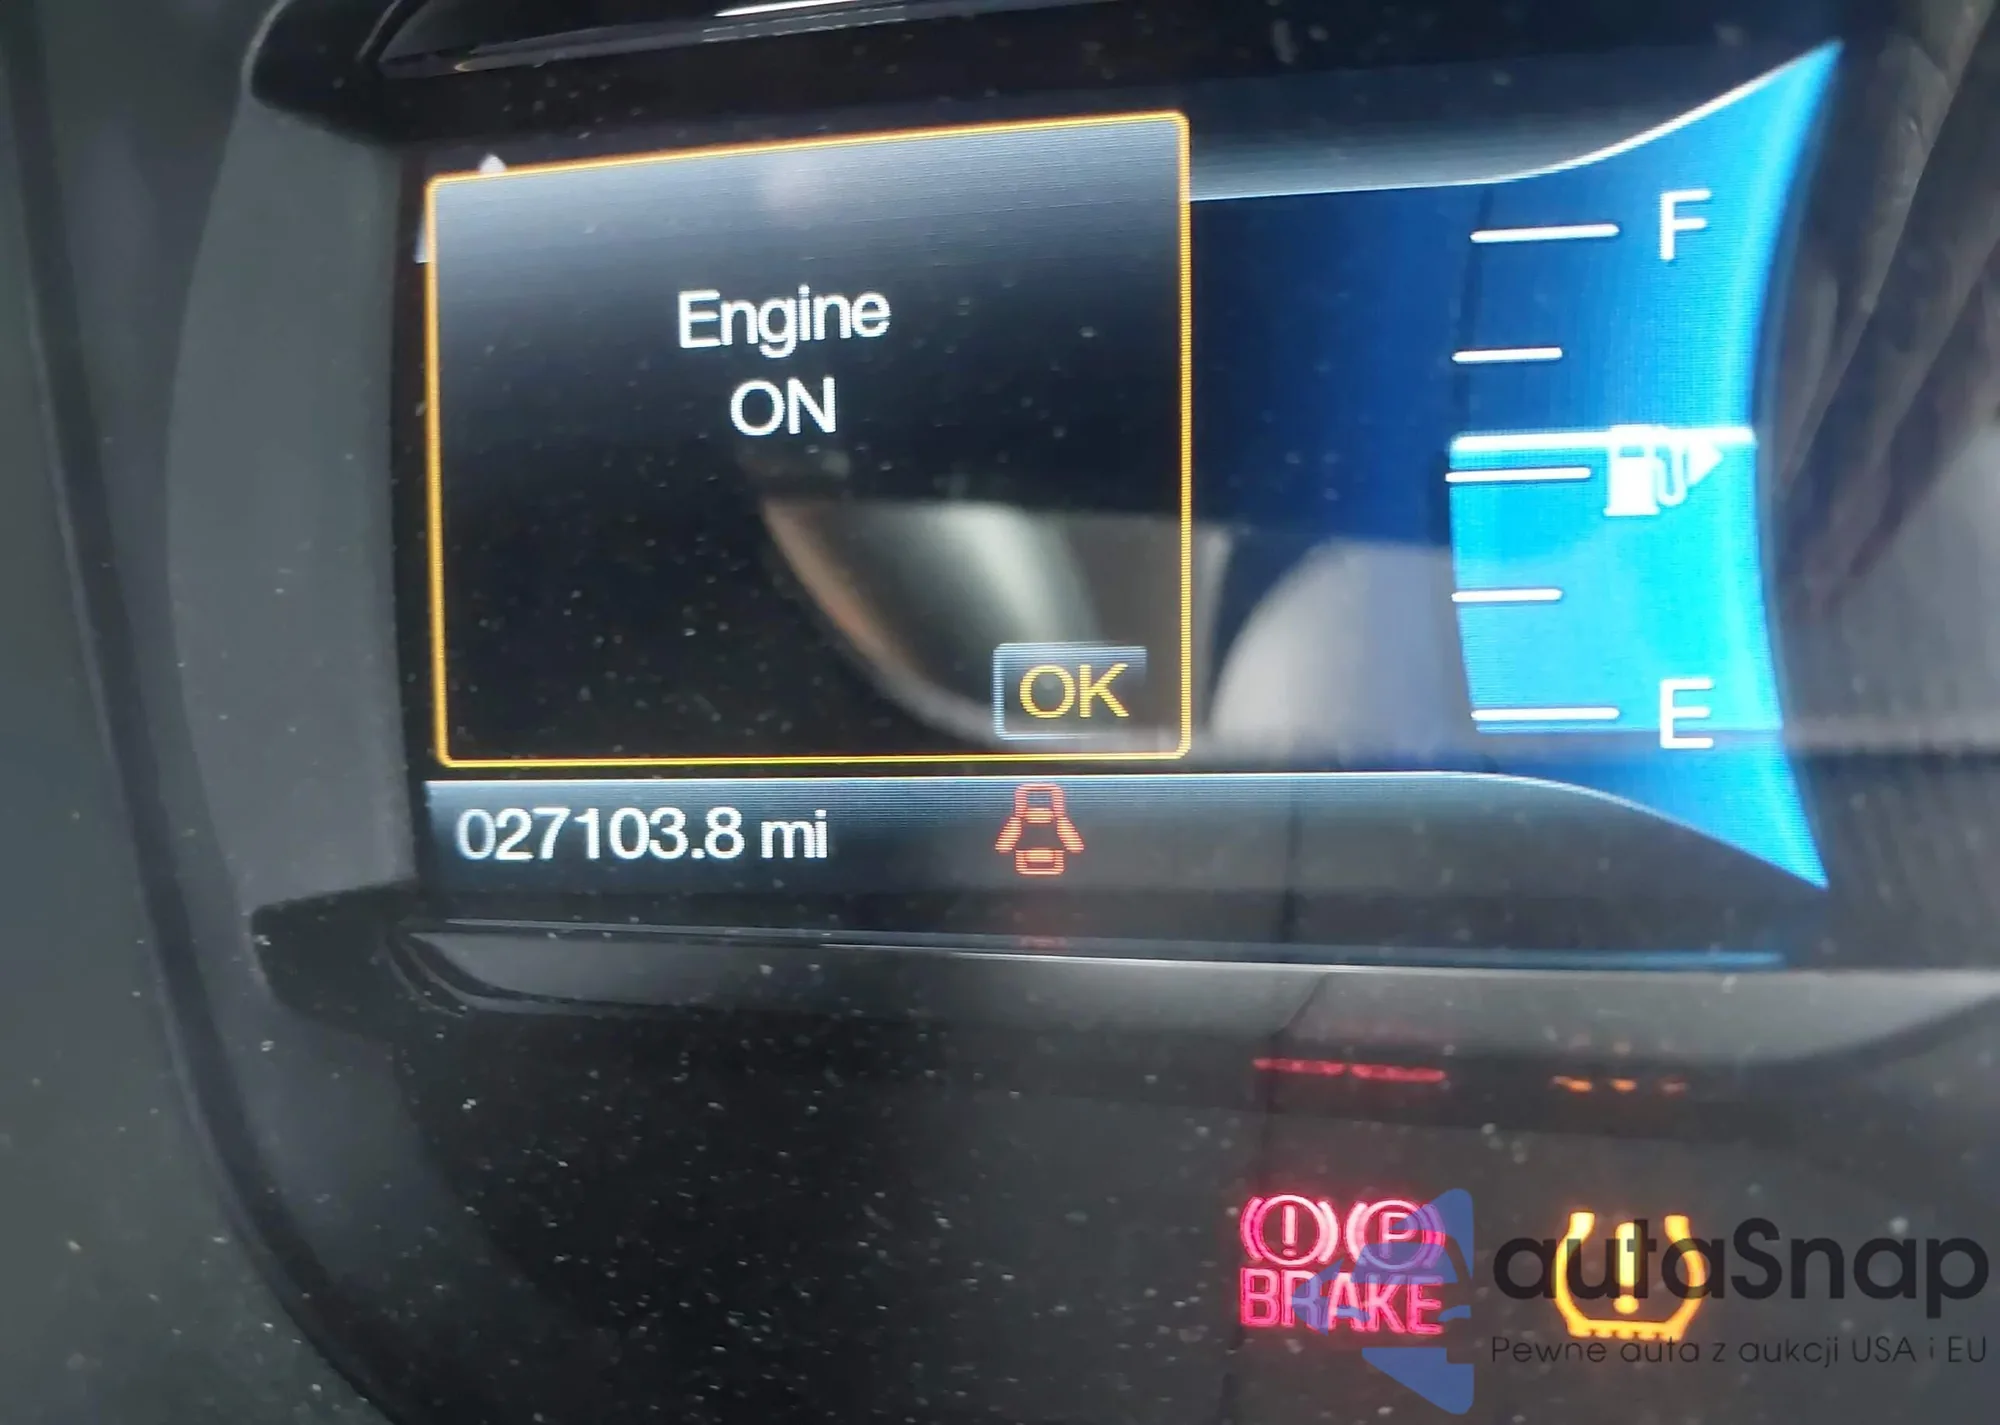 Engine
ON
F
OK
E
027103.8 mi
P
BRAKE
autaSnap
Pewne auta z aukcji USA i EU